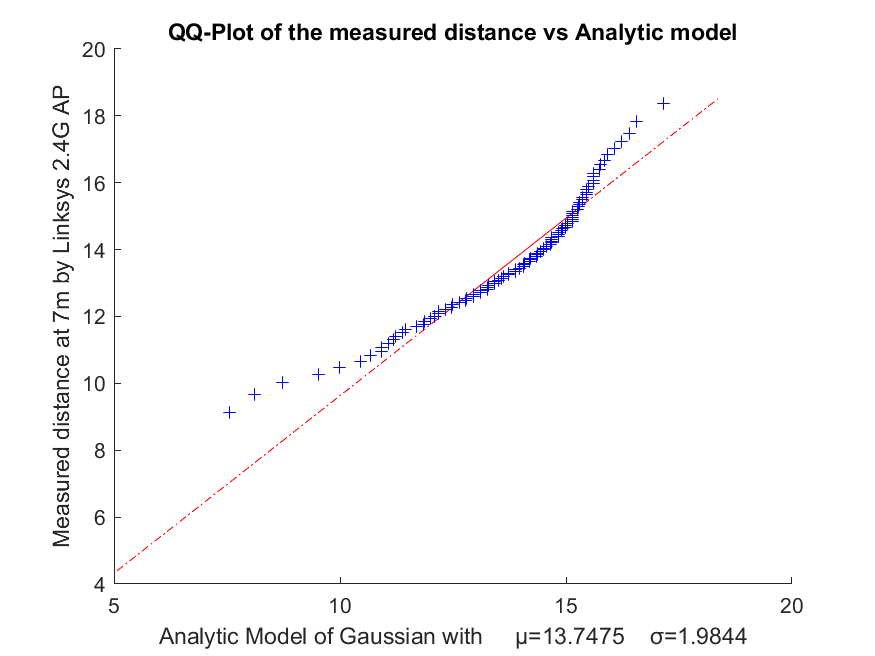 QQ-Plot of the measured distance vs Analytic model
Measured distance at 7m by Linksys 2.4G AP
20
18
16
14
12
10
8
6
4
5 10 15 20
Analytic Model of Gaussian with μ=13.7475 σ=1.9844